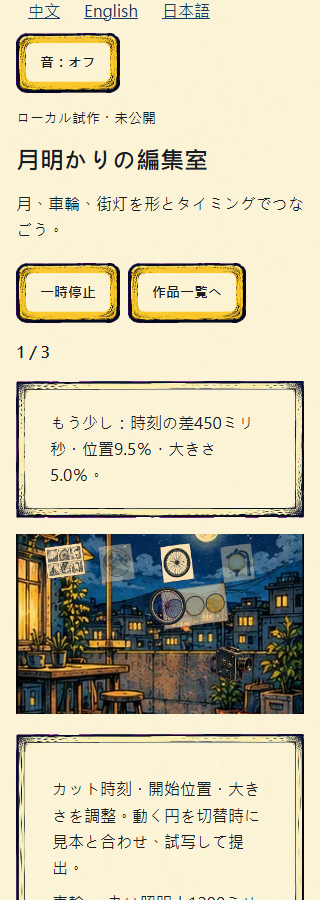 中文 English 日本語
音：オフ
ローカル試作・未公開
月明かりの編集室
月、車輪、街灯を形とタイミングでつな
ごう。
一時停止 作品一覧へ
1 / 3
もう少し：時刻の差450ミリ
秒・位置9.5%・大きさ
5.0%。
カット時刻・開始位置・大き
さを調整。動く円を切替時に
見本と合わせ、試写して提
出。